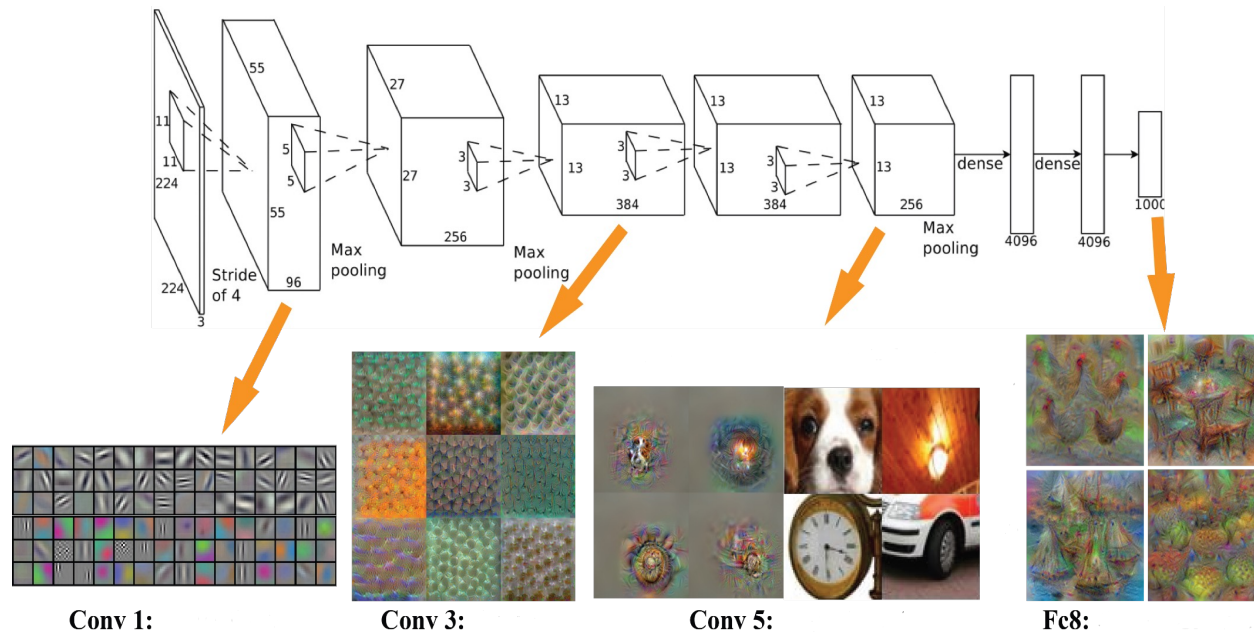 11
11
224
224
3
Stride
of 4
55
55
5
5
96
Max
pooling
27
27
256
3
3
Max
pooling
13
13
384
3
3
13
13
384
3
3
13
13
256
Max
pooling
dense
4096
dense
4096
1000
Conv 1:
Conv 3:
Conv 5:
Fc8: